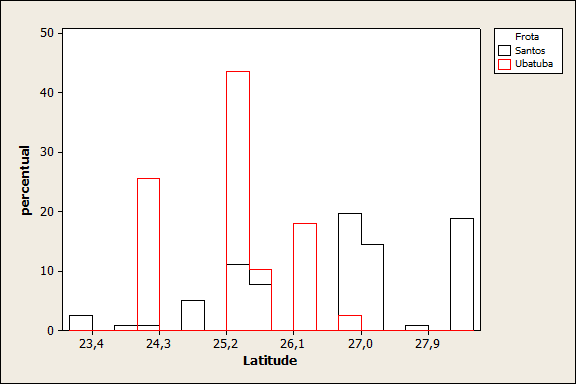 50
40
30
20
10
0
percentual
23,4 24,3 25,2 26,1 27,0 27,9
Latitude
Frota
Santos
Ubatuba